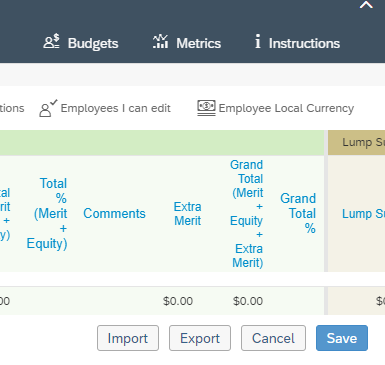 Budgets Metrics Instructions
tions Employees I can edit Employee Local Currency
Lump Su
al
rit
+
y)
Total
%
(Merit
+
Equity)
Comments
Extra
Merit
Grand
Total
(Merit
+
Equity
+
Extra
Merit)
Grand
Total
%
Lump Su
00 $0.00 $0.00 $0
Import Export Cancel Save